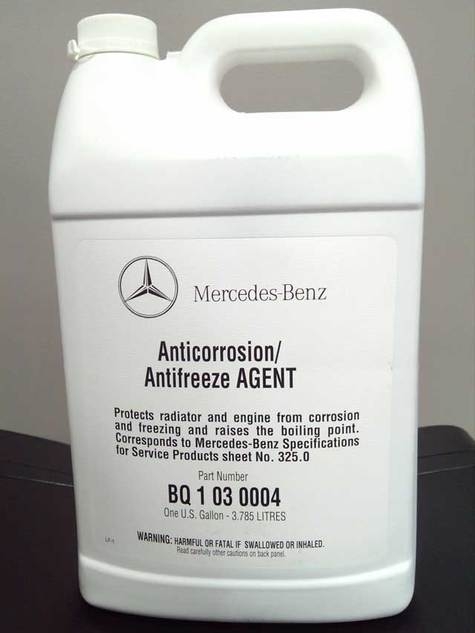 Mercedes-Benz
Anticorrosion/
Antifreeze AGENT
Protects radiator and engine from corrosion
and freezing and raises the boiling point.
Corresponds to Mercedes-Benz Specifications
for Service Products sheet No. 325.0
Part Number
BQ 1 03 0004
One U.S. Gallon - 3.785 LITRES
WARNING: HARMFUL OR FATAL IF SWALLOWED OR INHALED.
Read carefully other cautions on back panel.